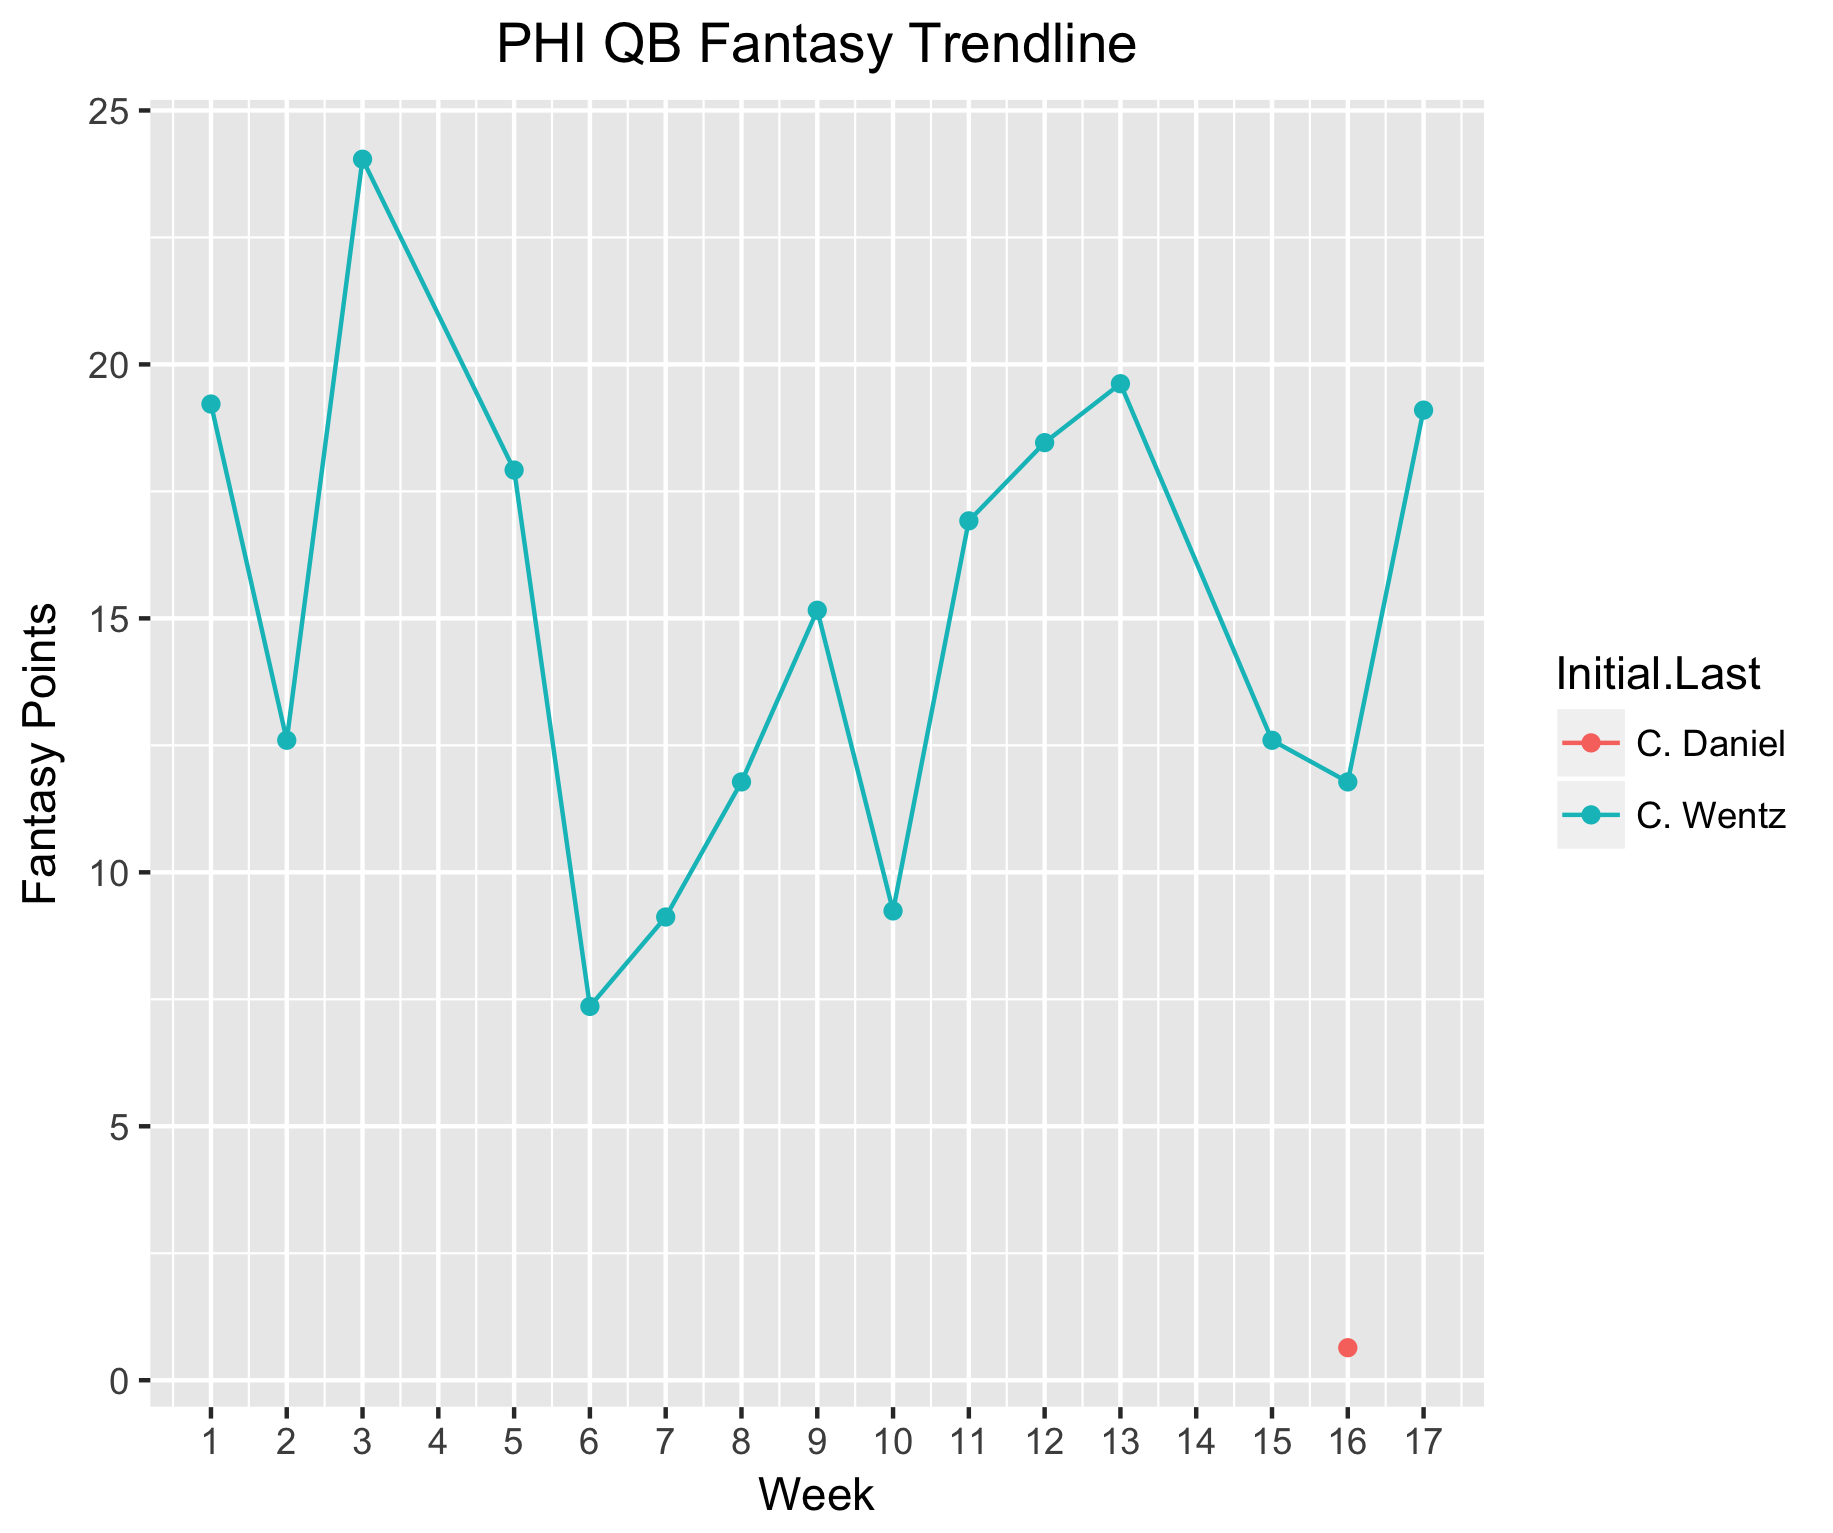 PHI QB Fantasy Trendline
25
20
15
10
5
0
Fantasy Points
1 2 3 4 5 6 7 8 9 10 11 12 13 14 15 16 17
Week
Initial.Last
C. Daniel
C. Wentz